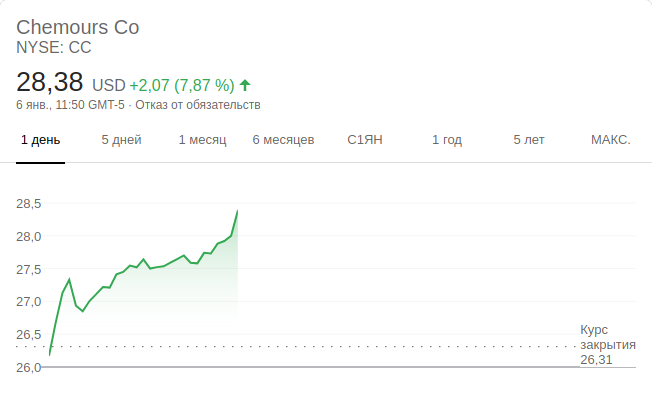 Chemours Co
NYSE: CC
28,38 USD +2,07 (7,87 %)
6 янв., 11:50 GMT-5 · Отказ от обязательств
1 день 5 дней 1 месяц 6 месяцев С1ЯН 1 год 5 лет МАКС.
28,5
28,0
27,5
27,0
26,5
26,0
Курс
закрытия
26,31